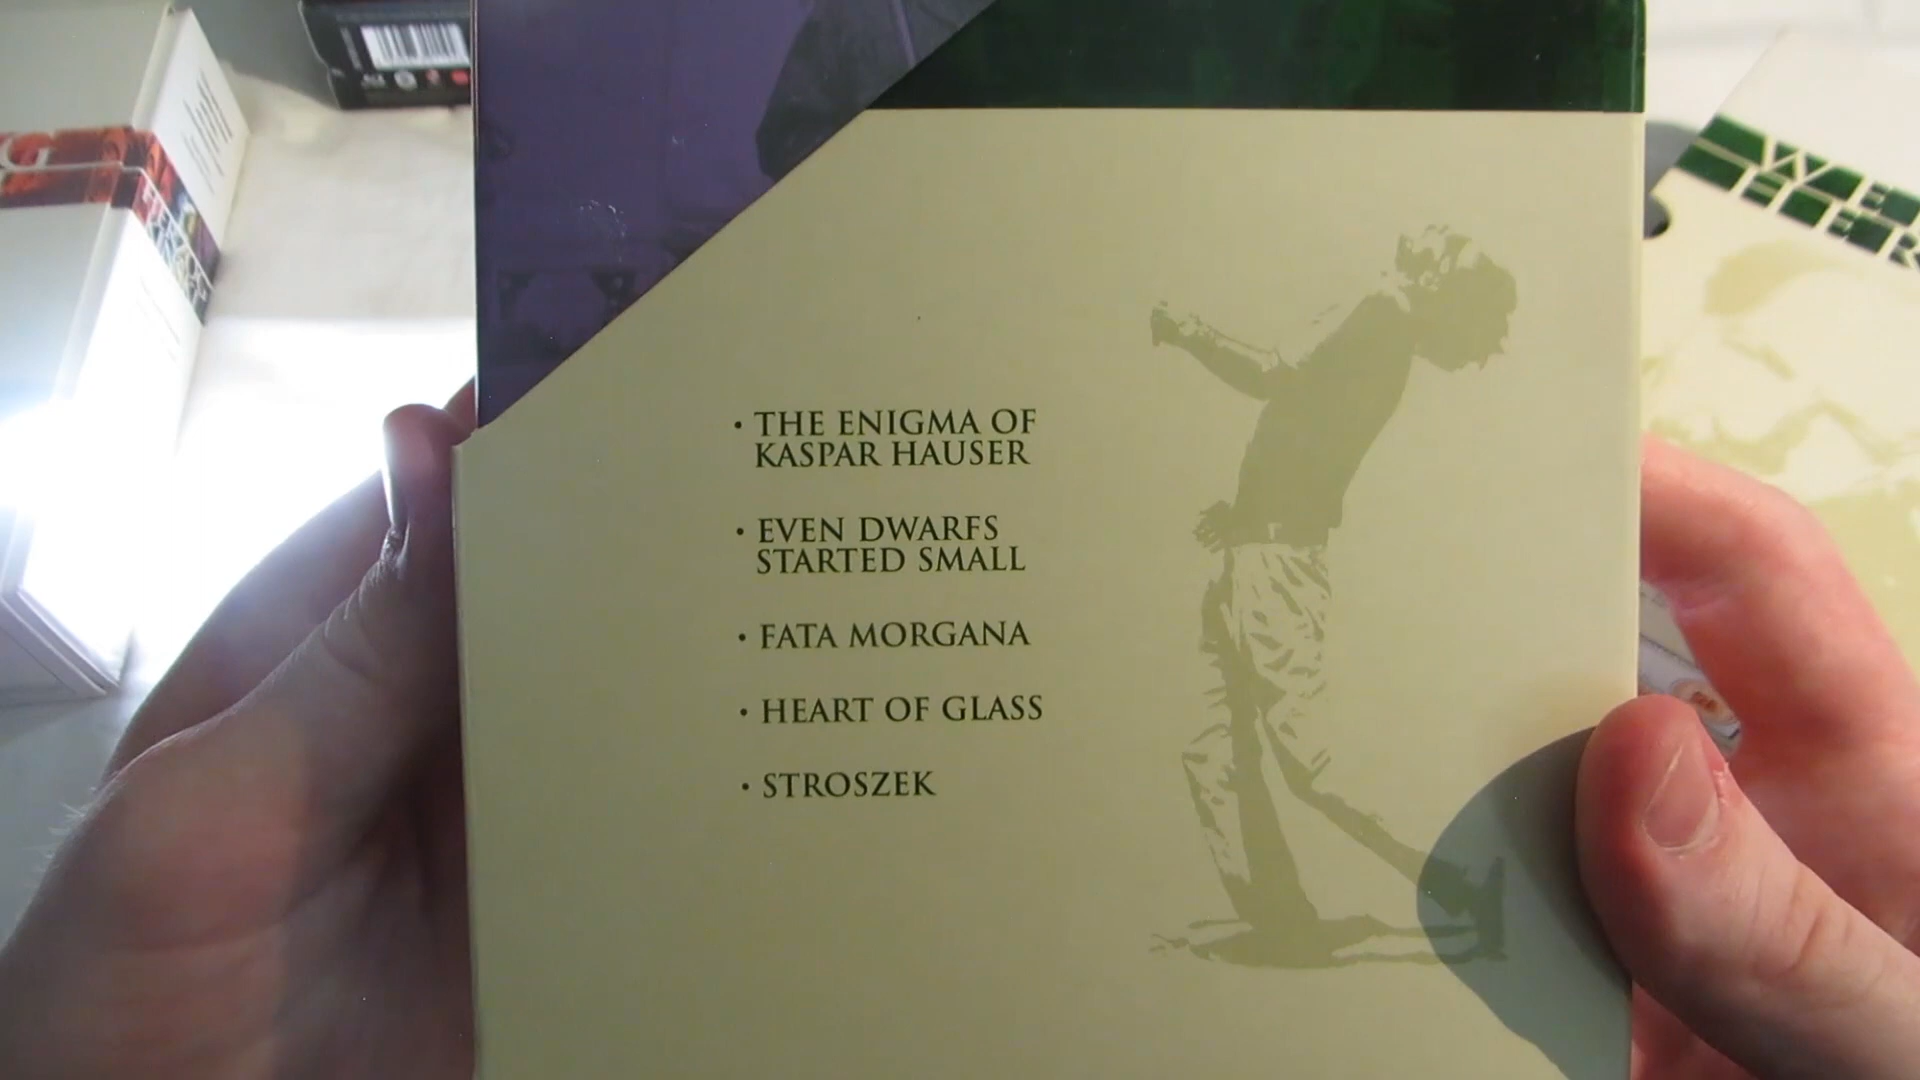 • THE ENIGMA OF
KASPAR HAUSER
• EVEN DWARFS
STARTED SMALL
• FATA MORGANA
• HEART OF GLASS
• STROSZEK